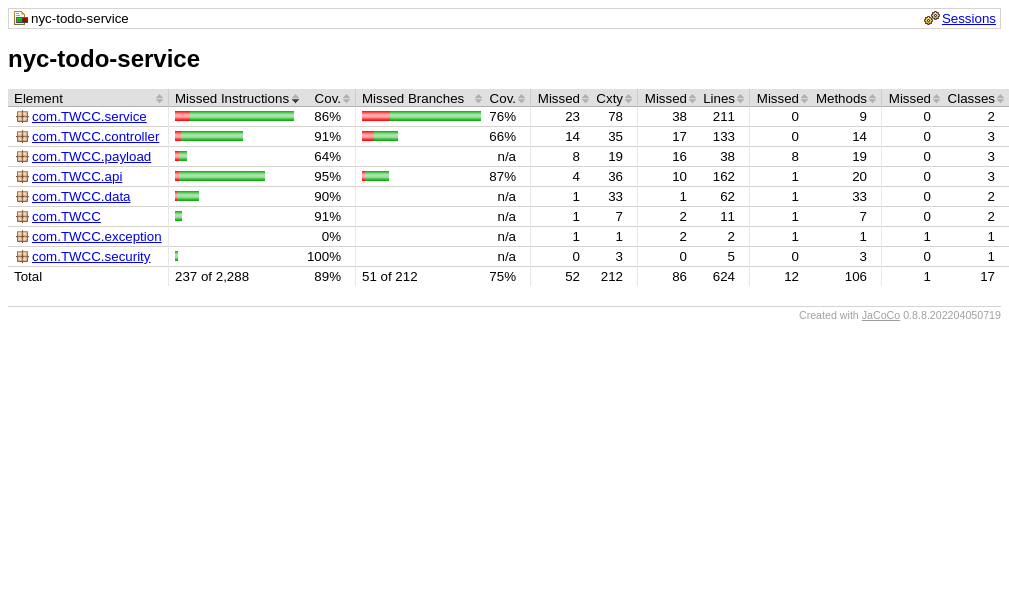 nyc-todo-service Sessions
nyc-todo-service
Element Missed Instructions Cov. Missed Branches Cov. Missed Cxty Missed Lines Missed Methods Missed Classes
com.TWCC.service 86% 76% 23 78 38 211 0 9 0 2
com.TWCC.controller 91% 66% 14 35 17 133 0 14 0 3
com.TWCC.payload 64% n/a 8 19 16 38 8 19 0 3
com.TWCC.api 95% 87% 4 36 10 162 1 20 0 3
com.TWCC.data 90% n/a 1 33 1 62 1 33 0 2
com.TWCC 91% n/a 1 7 2 11 1 7 0 2
com.TWCC.exception 0% n/a 1 1 2 2 1 1 1 1
com.TWCC.security 100% n/a 0 3 0 5 0 3 0 1
Total 237 of 2,288 89% 51 of 212 75% 52 212 86 624 12 106 1 17
Created with JaCoCo 0.8.8.202204050719